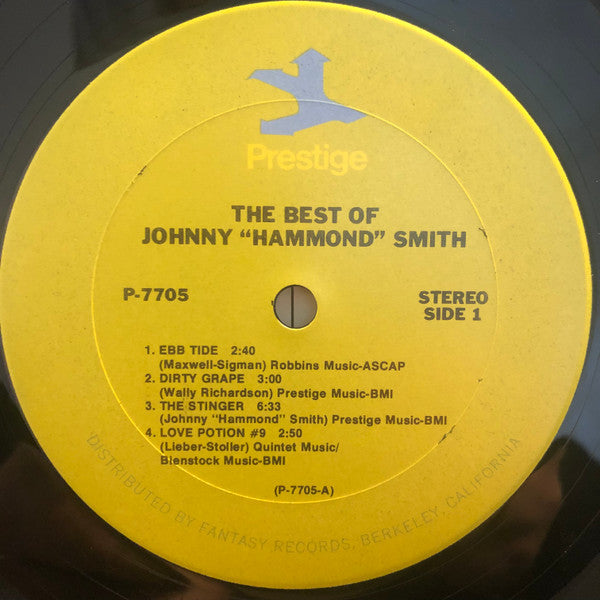 Prestige
THE BEST OF
JOHNNY "HAMMOND" SMITH
P-7705
STEREO
SIDE 1
1. EBB TIDE 2:40
(Maxwell-Sigman) Robbins Music-ASCAP
2. DIRTY GRAPE 3:00
(Wally Richardson) Prestige Music-BMI
3. THE STINGER 6:33
(Johnny "Hammond" Smith) Prestige Music-BMI
4. LOVE POTION #9 2:50
(Lieber-Stoller) Quintet Music/
Bienstock Music-BMI
(P-7705-A)
DISTRIBUTED BY FANTASY RECORDS, BERKELEY, CALIFORNIA